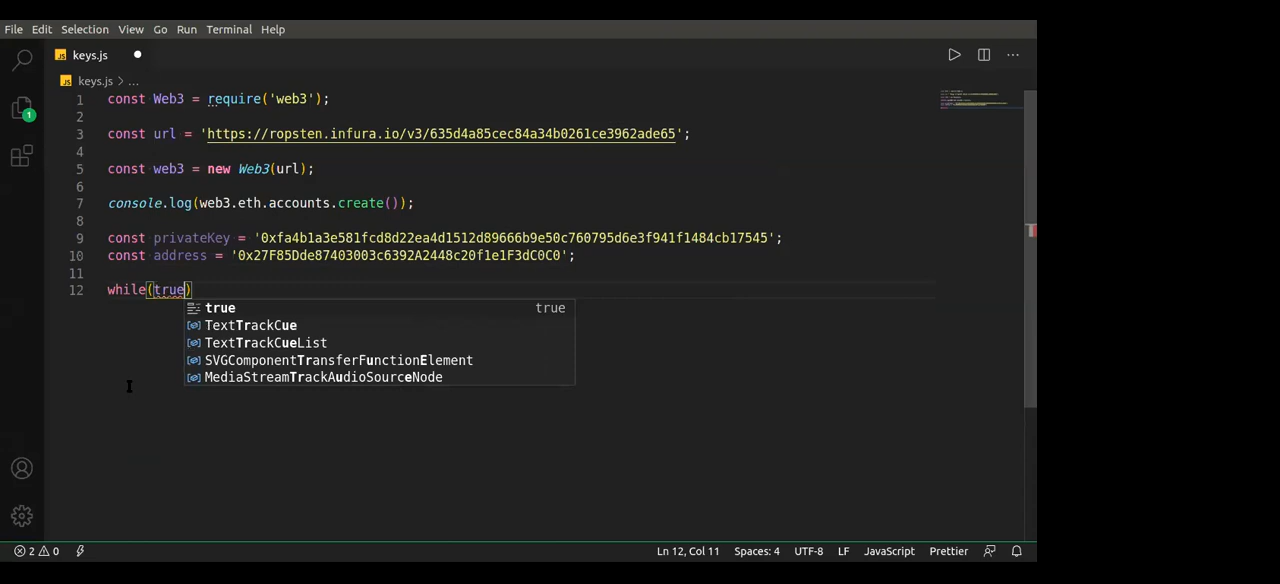 File Edit Selection View Go Run Terminal Help
JS keys.js
JS keys.js > ...
1 const Web3 = require('web3');
2
3 const url = 'https://ropsten.infura.io/v3/635d4a85cec84a34b0261ce3962ade65';
4
5 const web3 = new Web3(url);
6
7 console.log(web3.eth.accounts.create());
8
9 const privateKey = '0xfa4b1a3e581fcd8d22ea4d1512d89666b9e50c760795d6e3f941f1484cb17545';
10 const address = '0x27F85Dde87403003c6392A2448c20f1e1F3dC0C0';
11
12 while(true)
true true
TextTrackCue
TextTrackCueList
SVGComponentTransferFunctionElement
MediaStreamTrackAudioSourceNode
1
2 0 Ln 12, Col 11 Spaces: 4 UTF-8 LF JavaScript Prettier